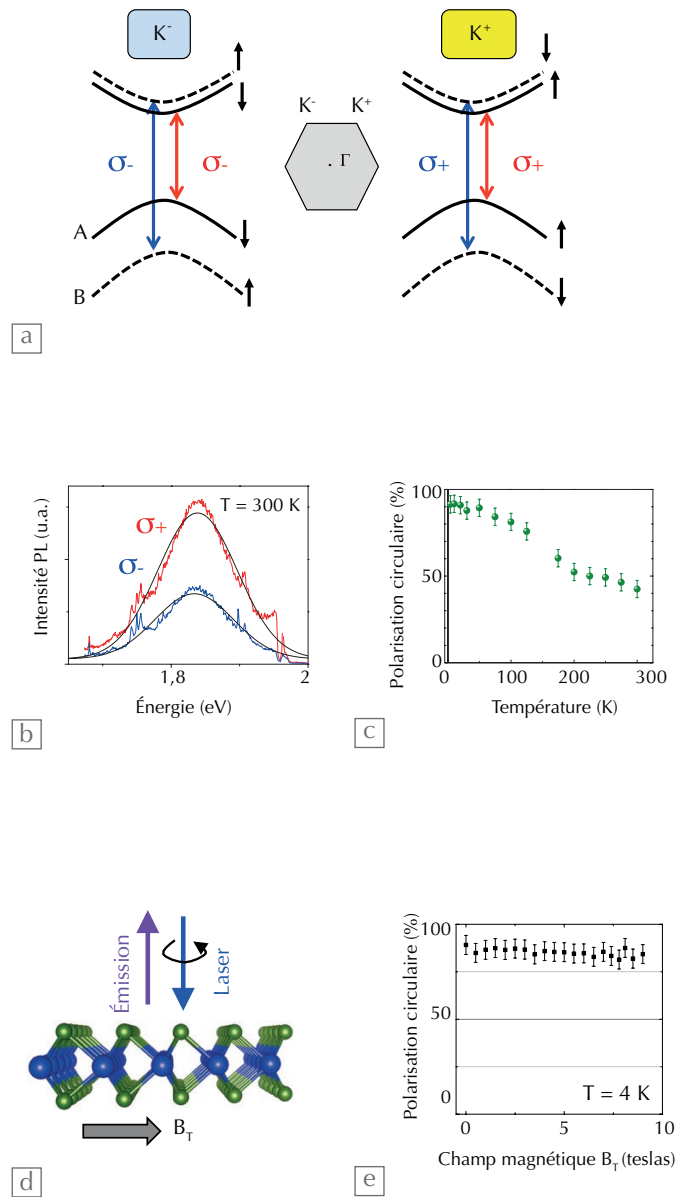 K⁻ K⁺
K⁻ K⁺
Γ
σ- σ- σ+ σ+
A
B
a
Intensité PL (u.a.)
T = 300 K
σ+
σ-
1,8 2
Énergie (eV)
b
Polarisation circulaire (%)
100
50
0
0 100 200 300
Température (K)
c
Émission
Laser
B_T
d
Polarisation circulaire (%)
100
50
0
T = 4 K
0 5 10
Champ magnétique B_T (teslas)
e